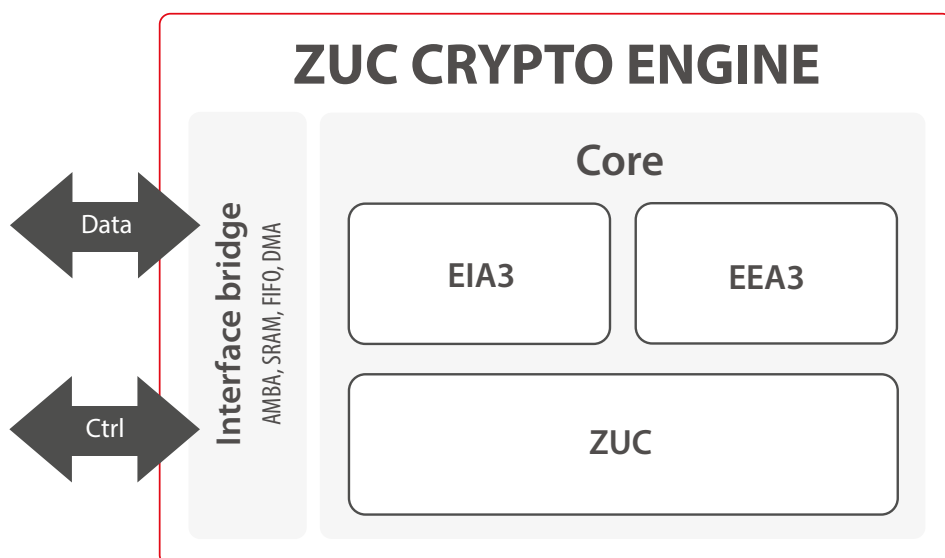 ZUC CRYPTO ENGINE
Data
Ctrl
Interface bridge
AMBA, SRAM, FIFO, DMA
Core
EIA3
EEA3
ZUC